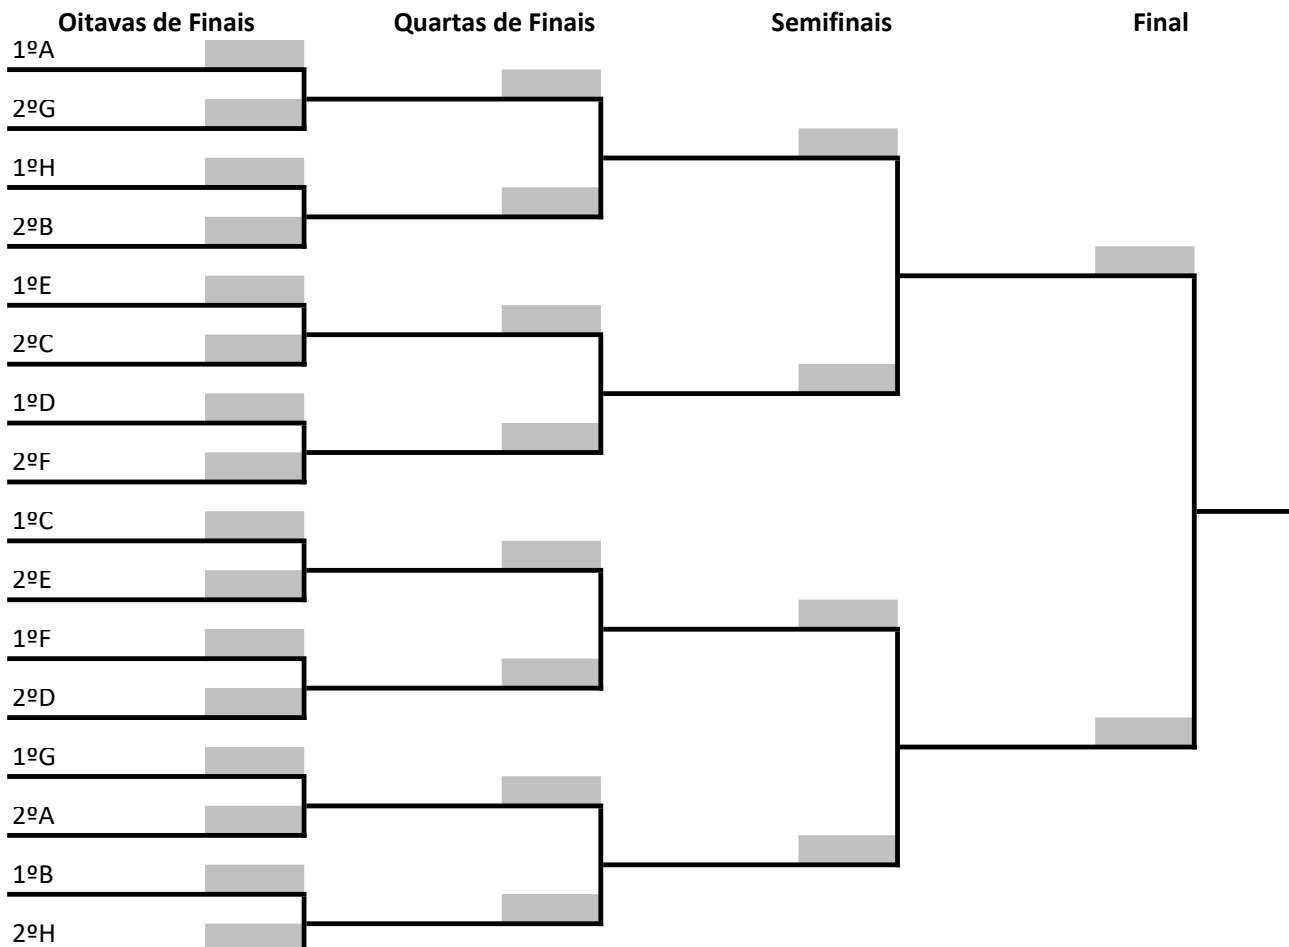 Oitavas de Finais Quartas de Finais Semifinais Final
1ºA
2ºG
1ºH
2ºB
1ºE
2ºC
1ºD
2ºF
1ºC
2ºE
1ºF
2ºD
1ºG
2ºA
1ºB
2ºH